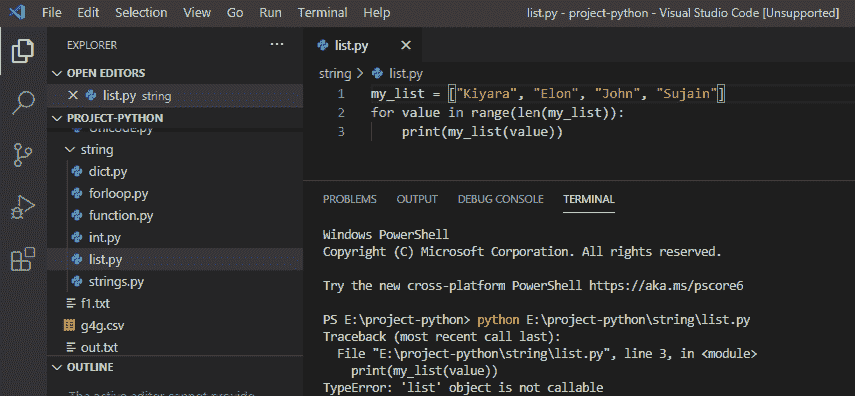 File Edit Selection View Go Run Terminal Help list.py - project-python - Visual Studio Code [Unsupported]
EXPLORER ...
OPEN EDITORS
list.py string
PROJECT-PYTHON
Unicode.py
string
dict.py
forloop.py
function.py
int.py
list.py
strings.py
f1.txt
g4g.csv
out.txt
OUTLINE
The active editor cannot provide
list.py
string > list.py
1 my_list = ["Kiyara", "Elon", "John", "Sujain"]
2 for value in range(len(my_list)):
3 print(my_list(value))
PROBLEMS OUTPUT DEBUG CONSOLE TERMINAL
Windows PowerShell
Copyright (C) Microsoft Corporation. All rights reserved.
Try the new cross-platform PowerShell https://aka.ms/pscore6
PS E:\project-python> python E:\project-python\string\list.py
Traceback (most recent call last):
File "E:\project-python\string\list.py", line 3, in <module>
print(my_list(value))
TypeError: 'list' object is not callable